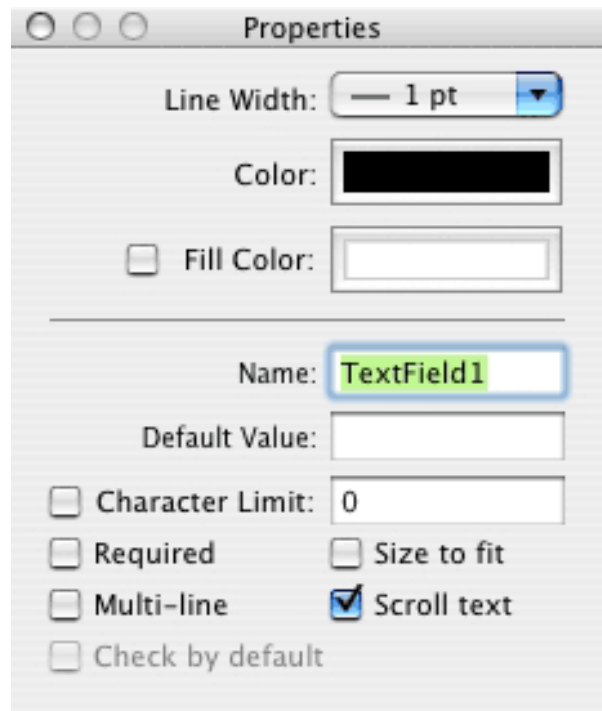 Properties
Line Width: 1 pt
Color:
Fill Color:
Name: TextField1
Default Value:
Character Limit: 0
Required Size to fit
Multi-line Scroll text
Check by default